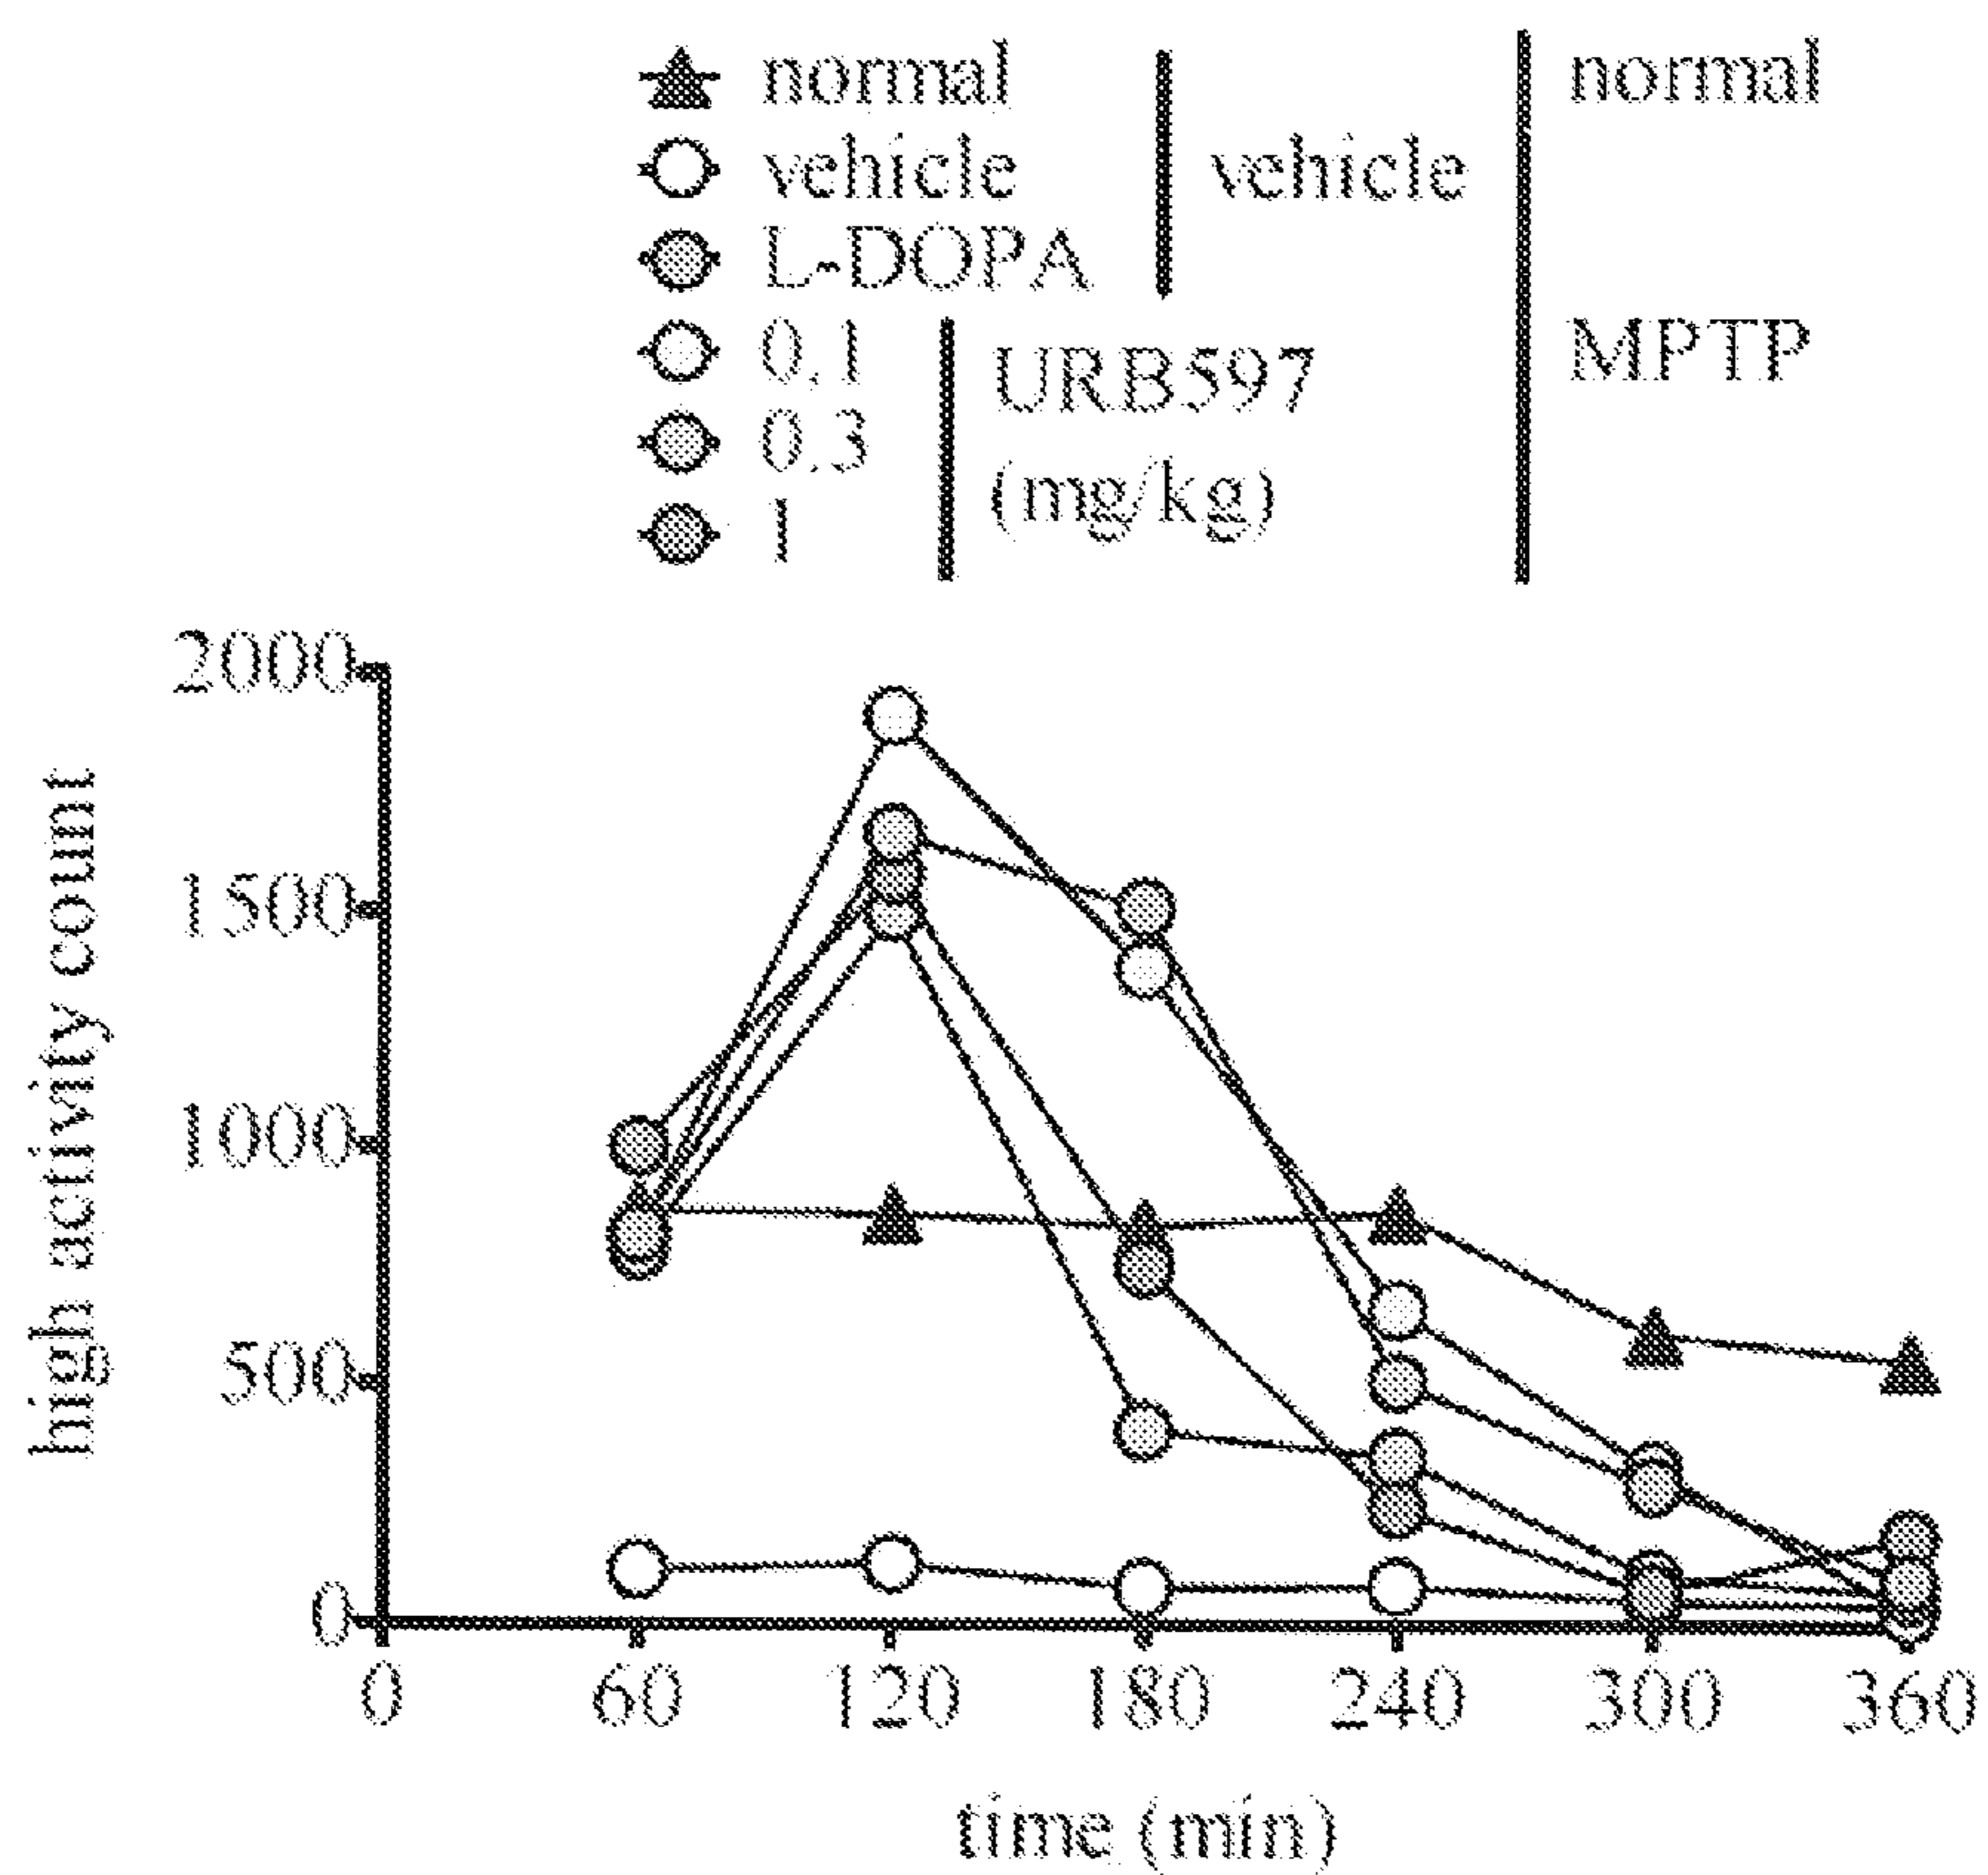 normal
vehicle
L-DOPA
0.1
0.3
1
vehicle
URB597
(mg/kg)
normal
MPTP
2000
1500
1000
500
0
high activity count
0 60 120 180 240 300 360
time (min)